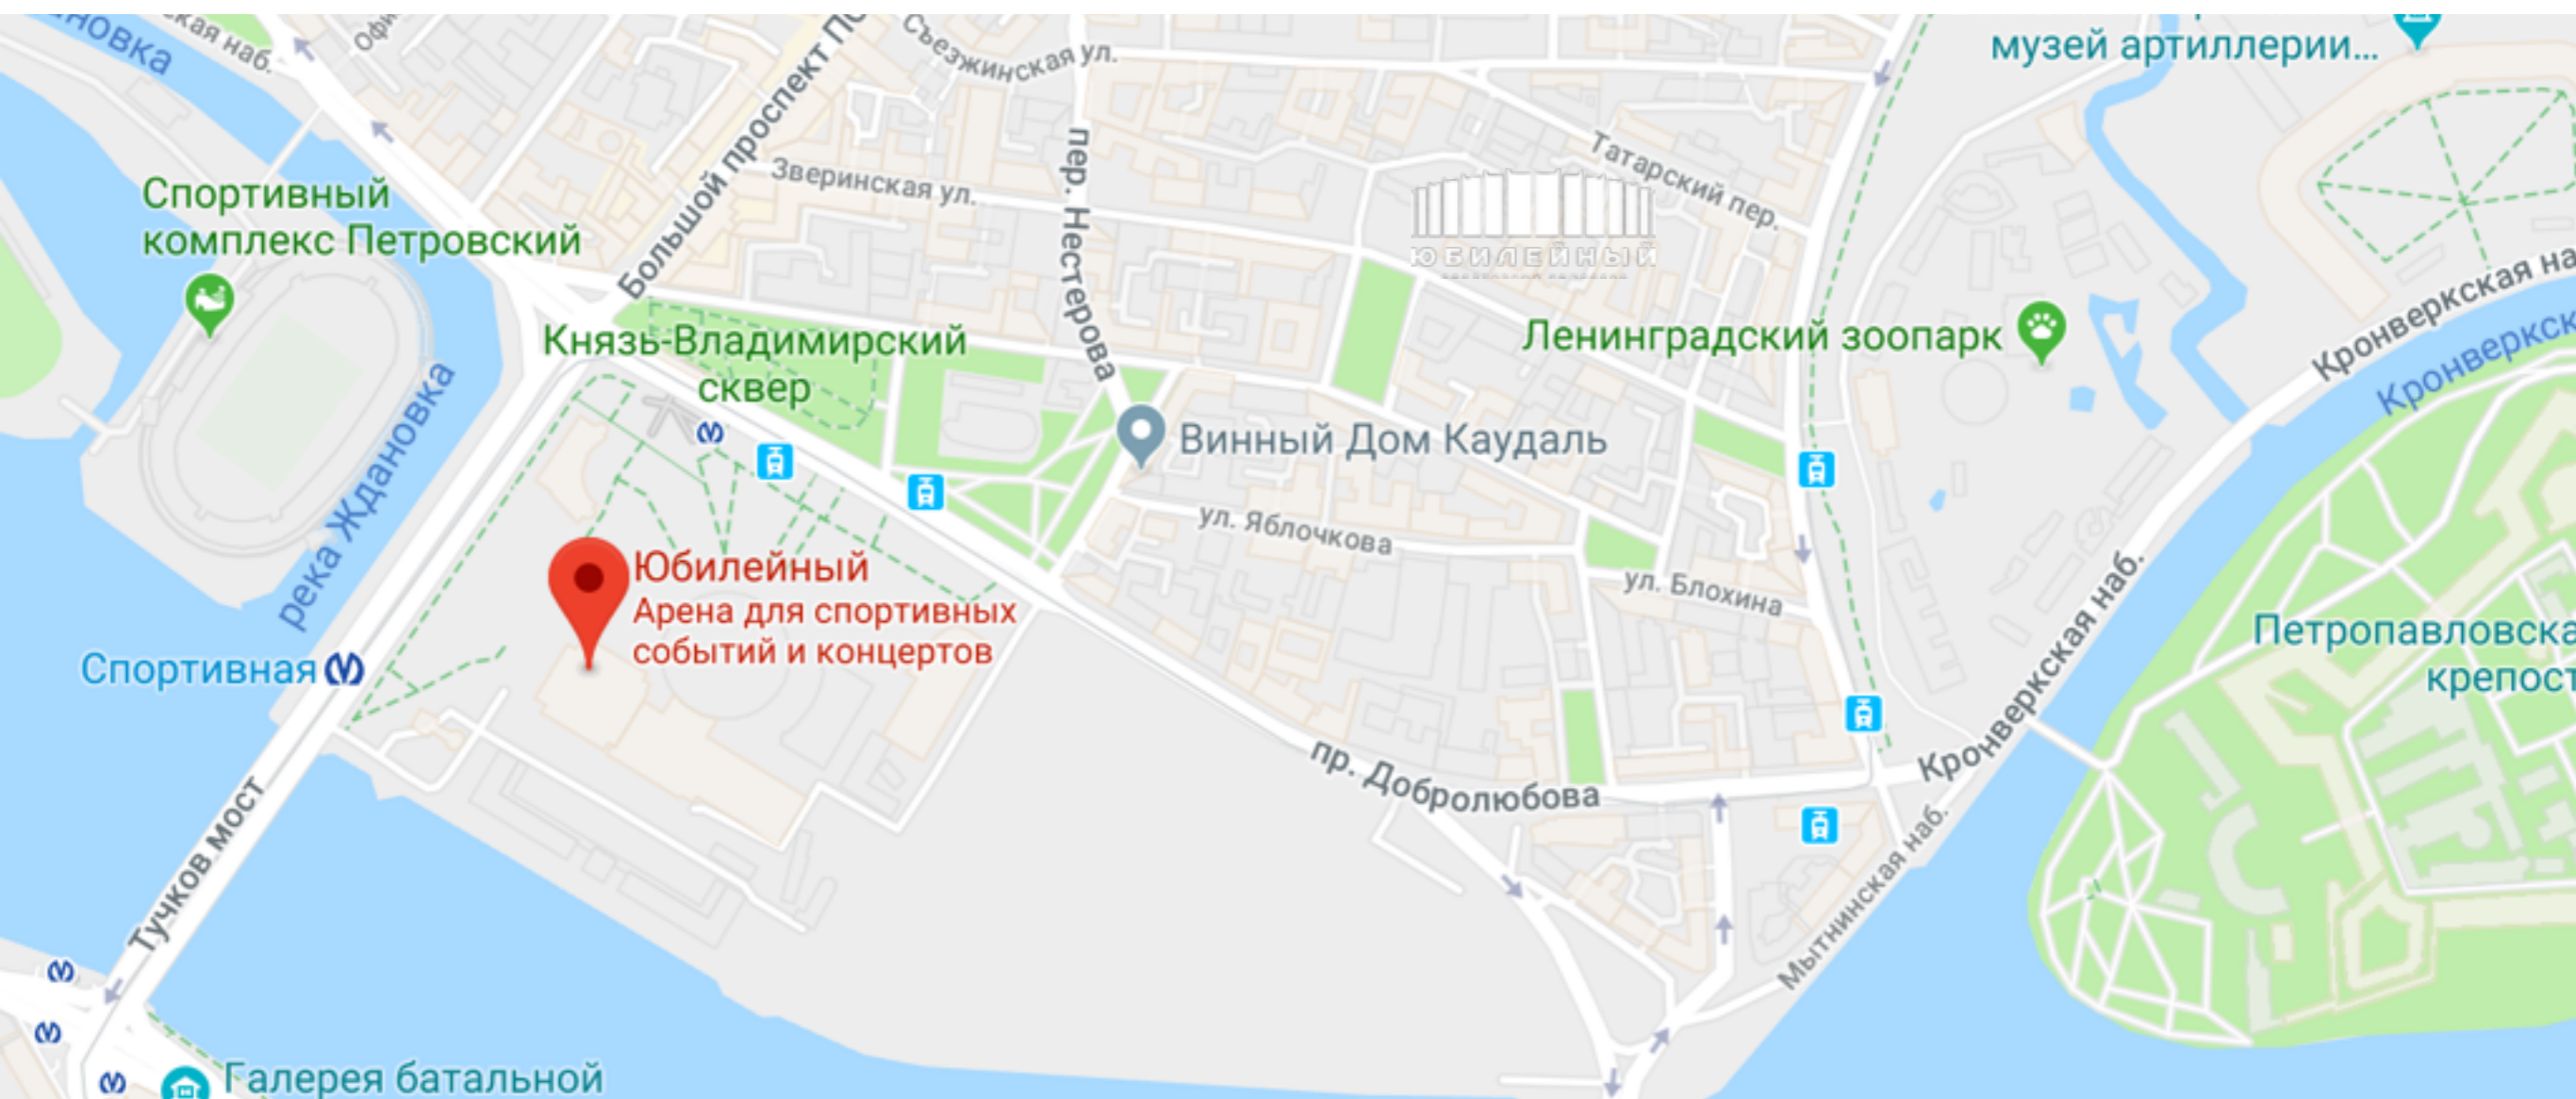 Съезжинская ул.
музей артиллерии...
наб.
Большой проспект
Татарский пер.
Зверинская ул.
пер. Нестерова
Спортивный
комплекс Петровский
ЮБИЛЕЙНЫЙ
Кронверкская
Князь-Владимирский
сквер
Ленинградский зоопарк
Винный Дом Каудаль
река Ждановка
ул. Яблочкова
Юбилейный
Арена для спортивных
событий и концертов
ул. Блохина
Кронверкская наб.
Петропавловска
крепост
Спортивная
пр. Добролюбова
Тучков мост
Мытнинская наб.
Галерея батальной